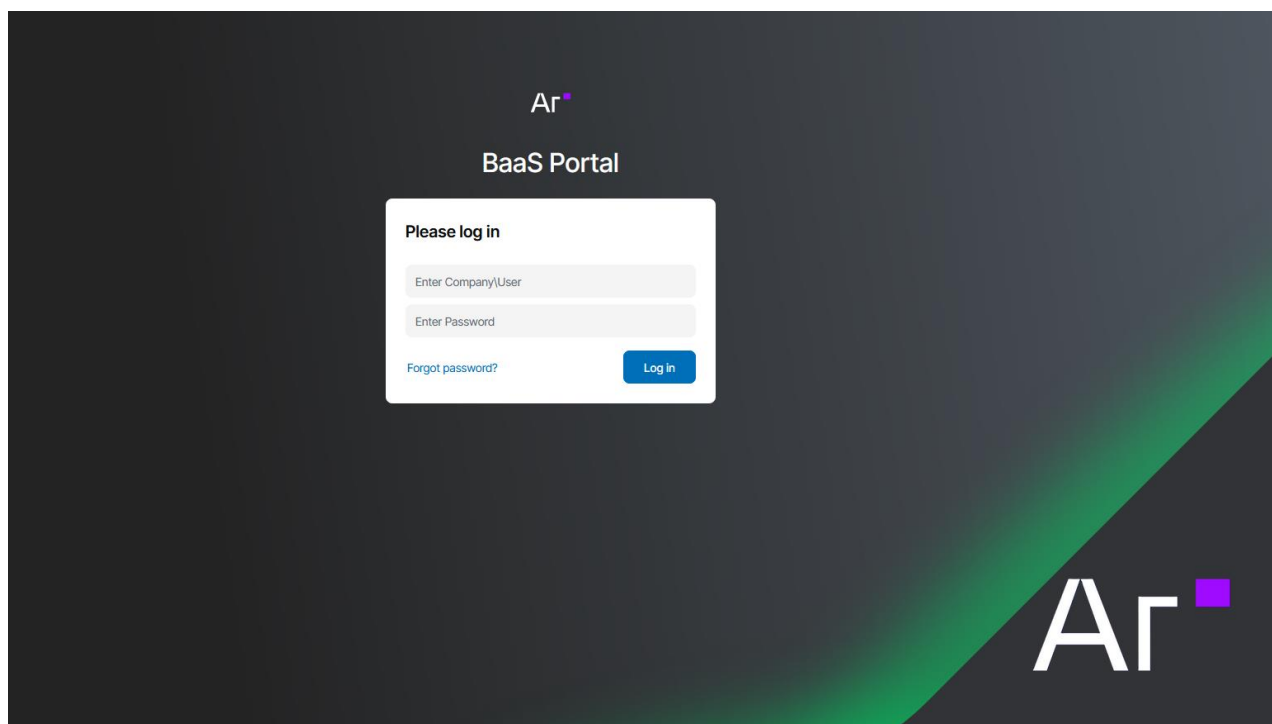 Ar
BaaS Portal
Please log in
Enter Company\User
Enter Password
Forgot password?
Log in
Ar